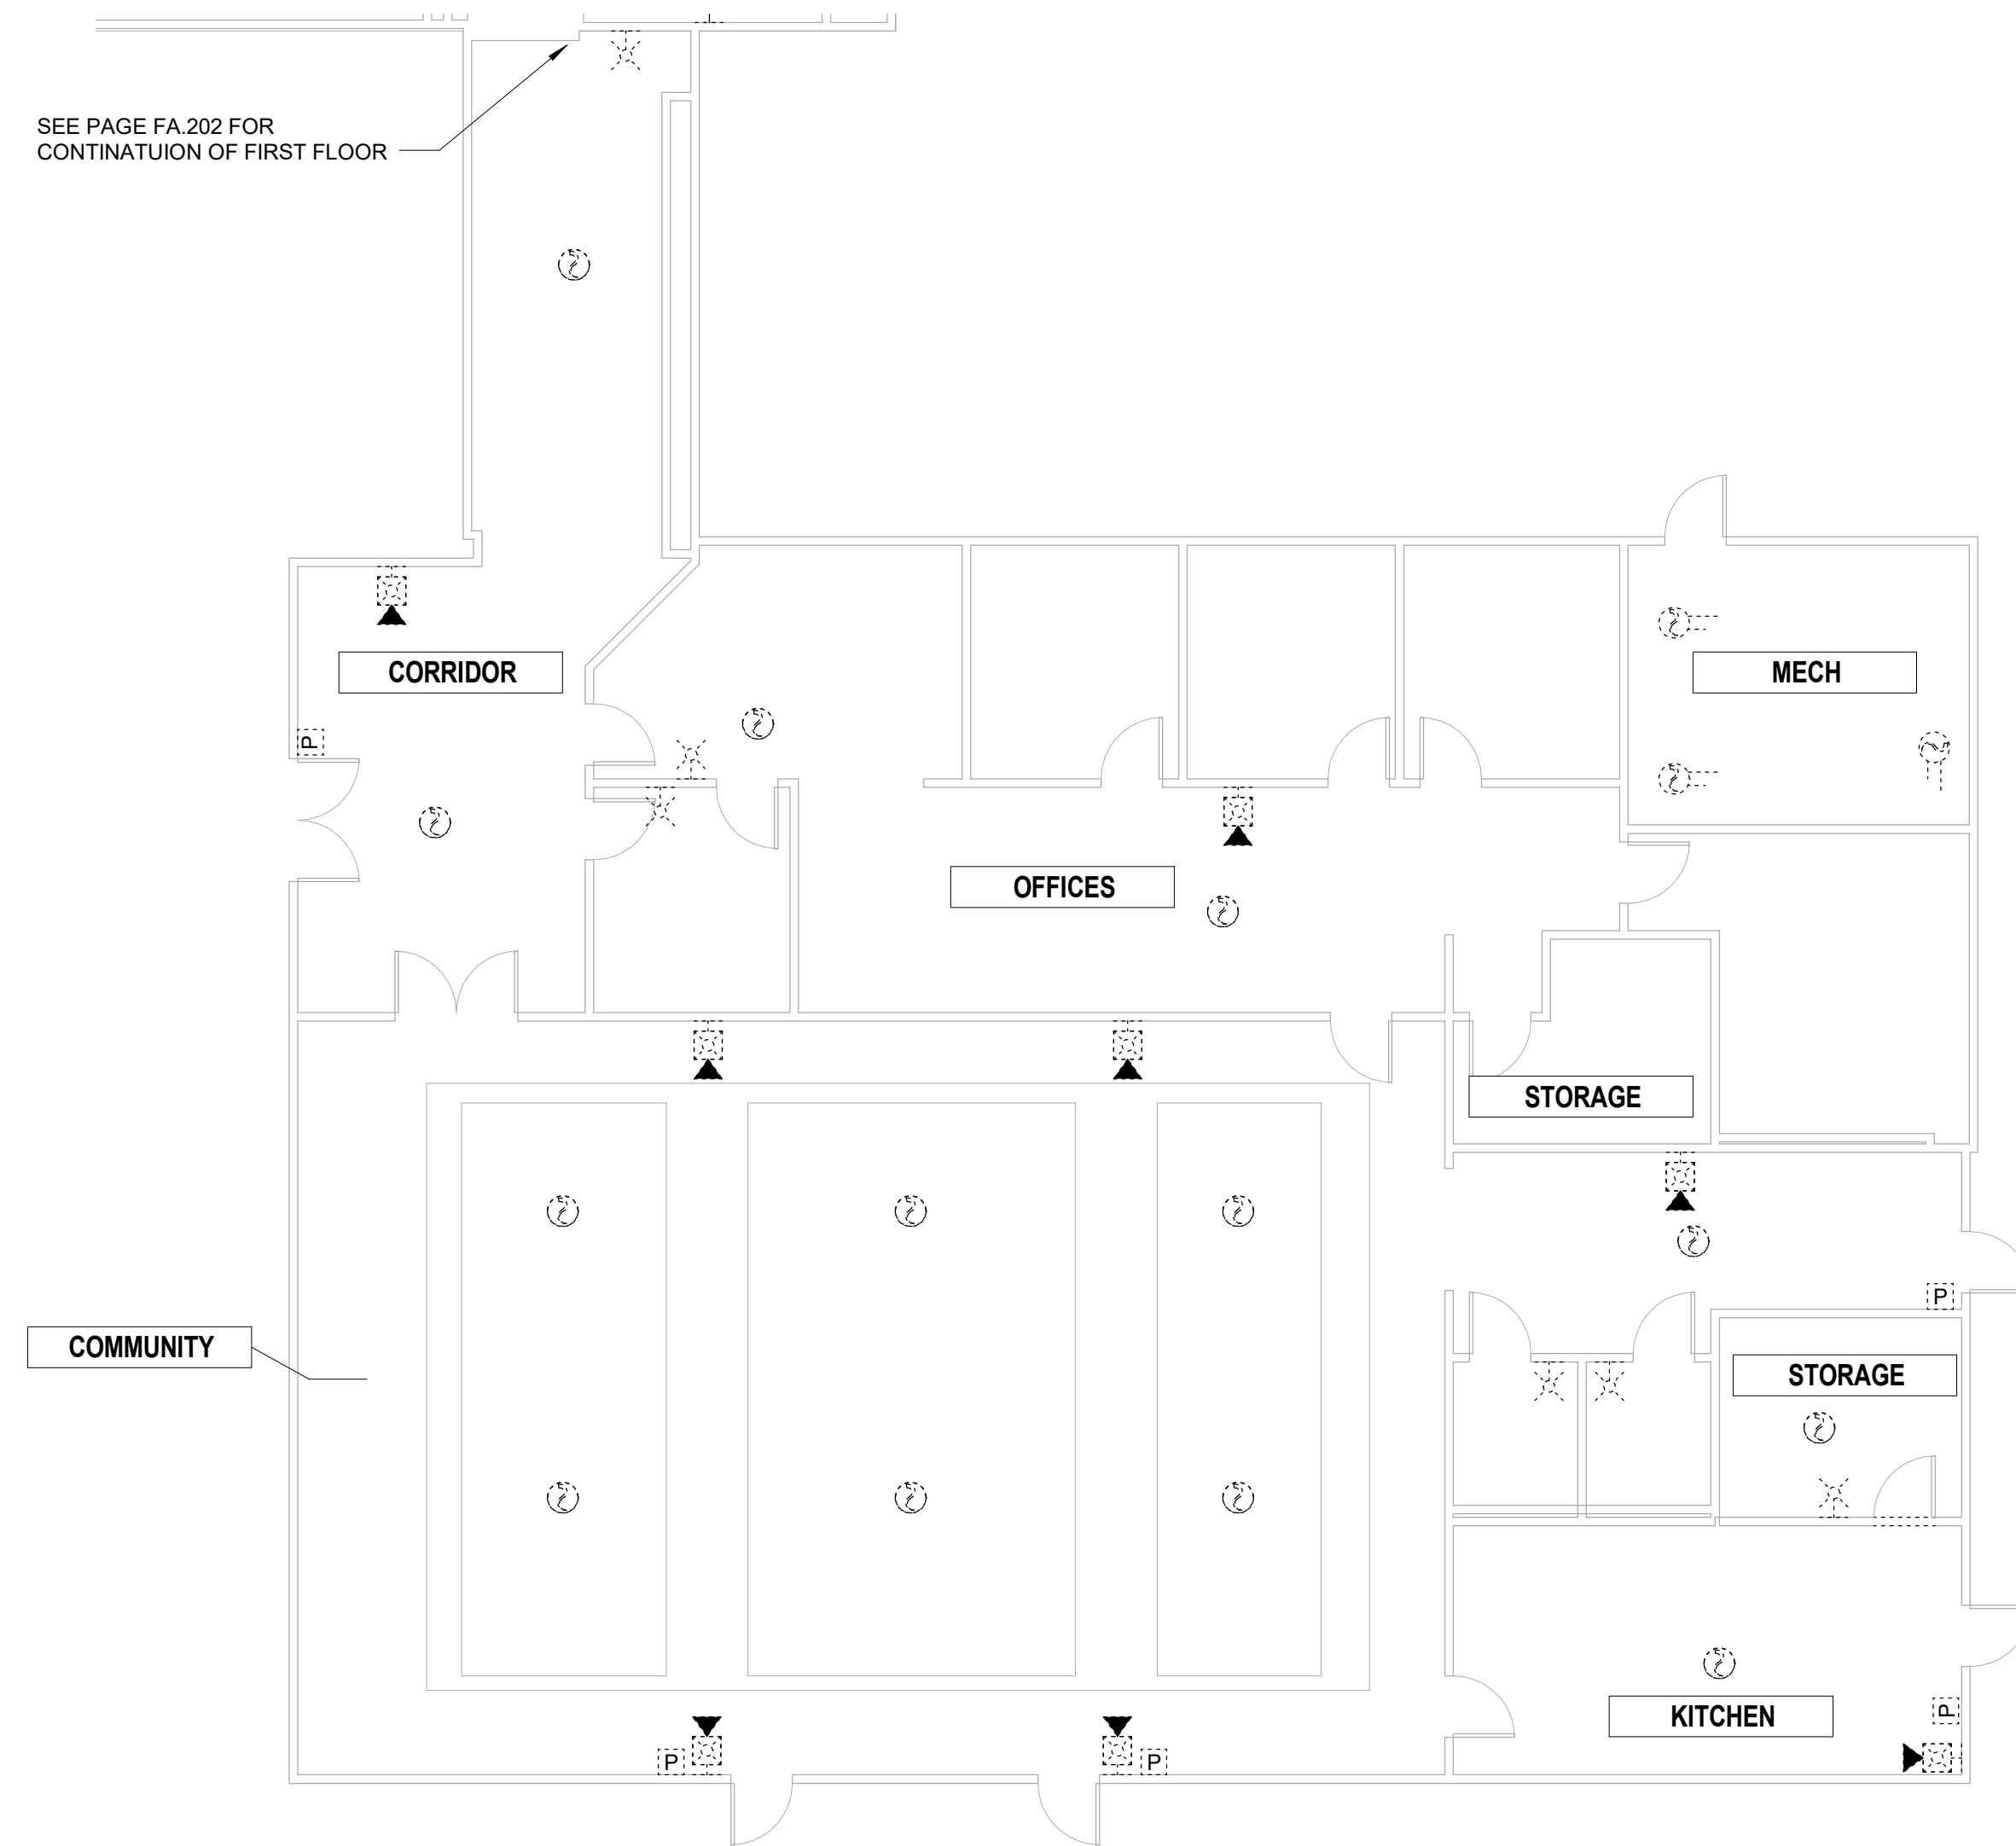 SEE PAGE FA.202 FOR
CONTINATUION OF FIRST FLOOR
CORRIDOR
MECH
P
OFFICES
STORAGE
P
COMMUNITY
STORAGE
KITCHEN
P
P
P